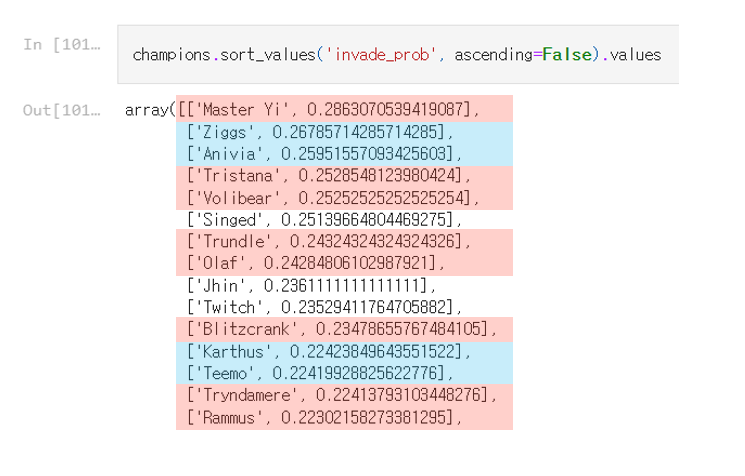 In [101…
champions.sort_values('invade_prob', ascending=False).values
Out[101…
array([['Master Yi', 0.2863070539419087],
['Ziggs', 0.26785714285714285],
['Anivia', 0.25951557093425603],
['Tristana', 0.2528548123980424],
['Volibear', 0.25252525252525254],
['Singed', 0.25139664804469275],
['Trundle', 0.24324324324324326],
['Olaf', 0.24284806102987921],
['Jhin', 0.2361111111111111],
['Twitch', 0.23529411764705882],
['Blitzcrank', 0.23478655767484105],
['Karthus', 0.22423849643551522],
['Teemo', 0.22419928825622776],
['Tryndamere', 0.22413793103448276],
['Rammus', 0.22302158273381295],